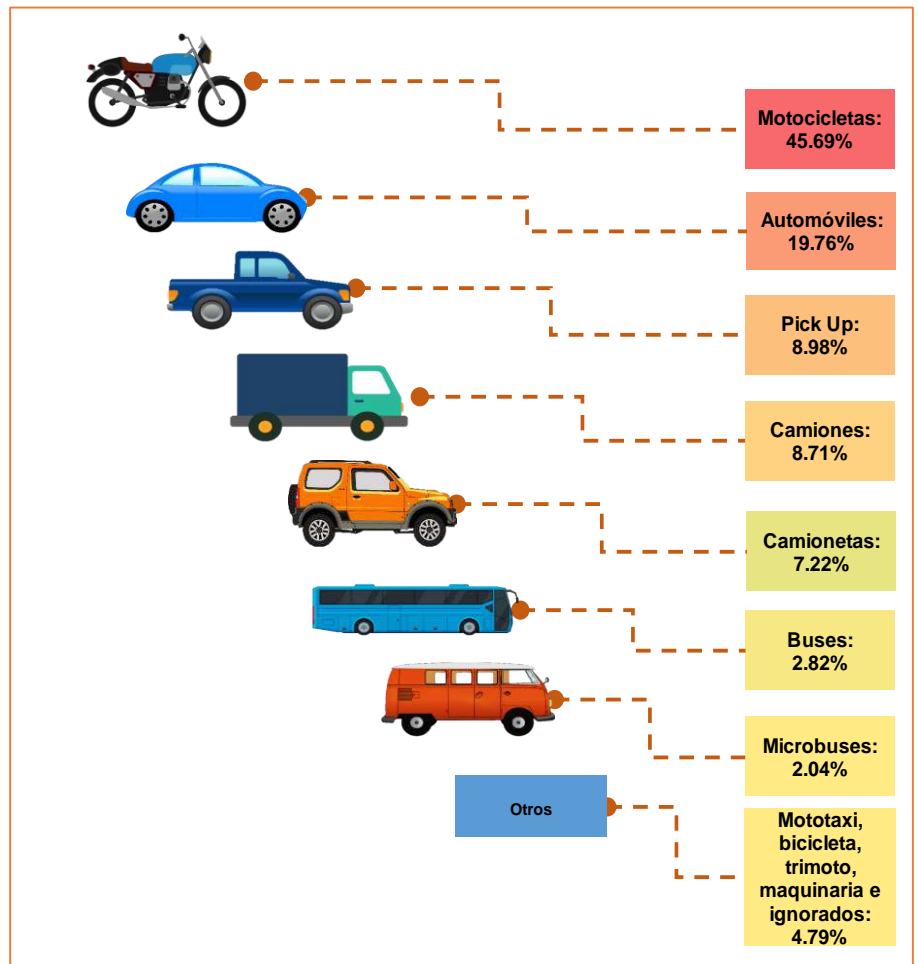 Motocicletas:
45.69%
Automóviles:
19.76%
Pick Up:
8.98%
Camiones:
8.71%
Camionetas:
7.22%
Buses:
2.82%
Microbuses:
2.04%
Otros
Mototaxi,
bicicleta,
trimoto,
maquinaria e
ignorados:
4.79%